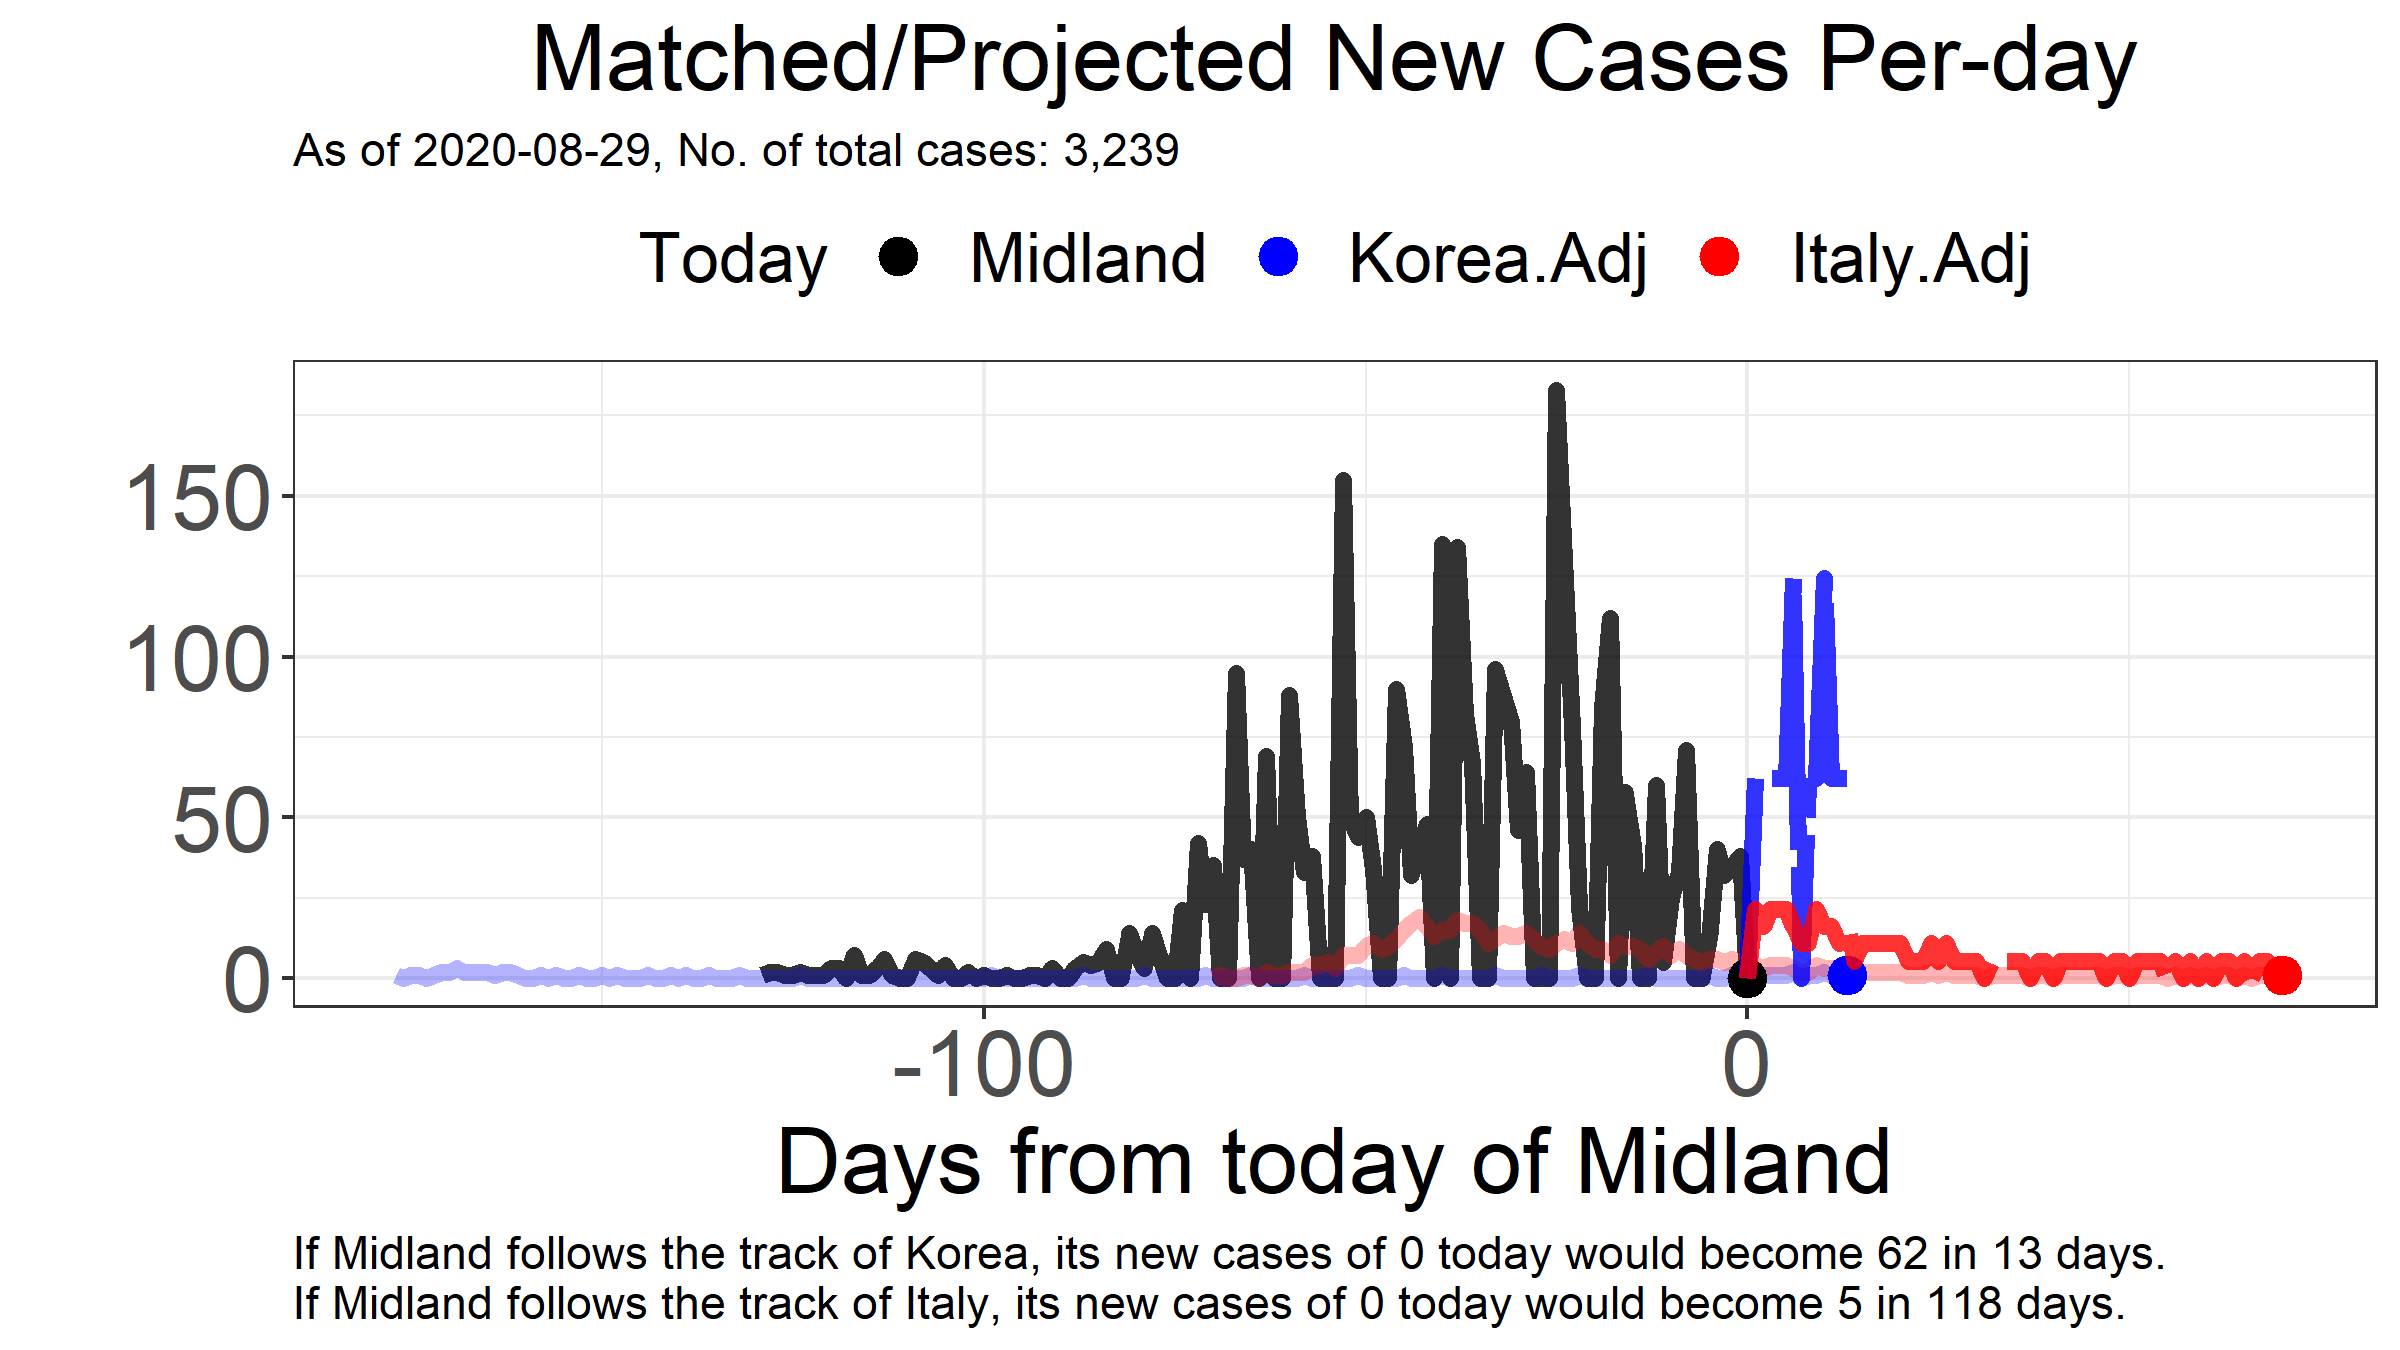 Matched/Projected New Cases Per-day
As of 2020-08-29, No. of total cases: 3,239
Today Midland Korea.Adj Italy.Adj
150
100
50
0
-100 0
Days from today of Midland
If Midland follows the track of Korea, its new cases of 0 today would become 62 in 13 days.
If Midland follows the track of Italy, its new cases of 0 today would become 5 in 118 days.